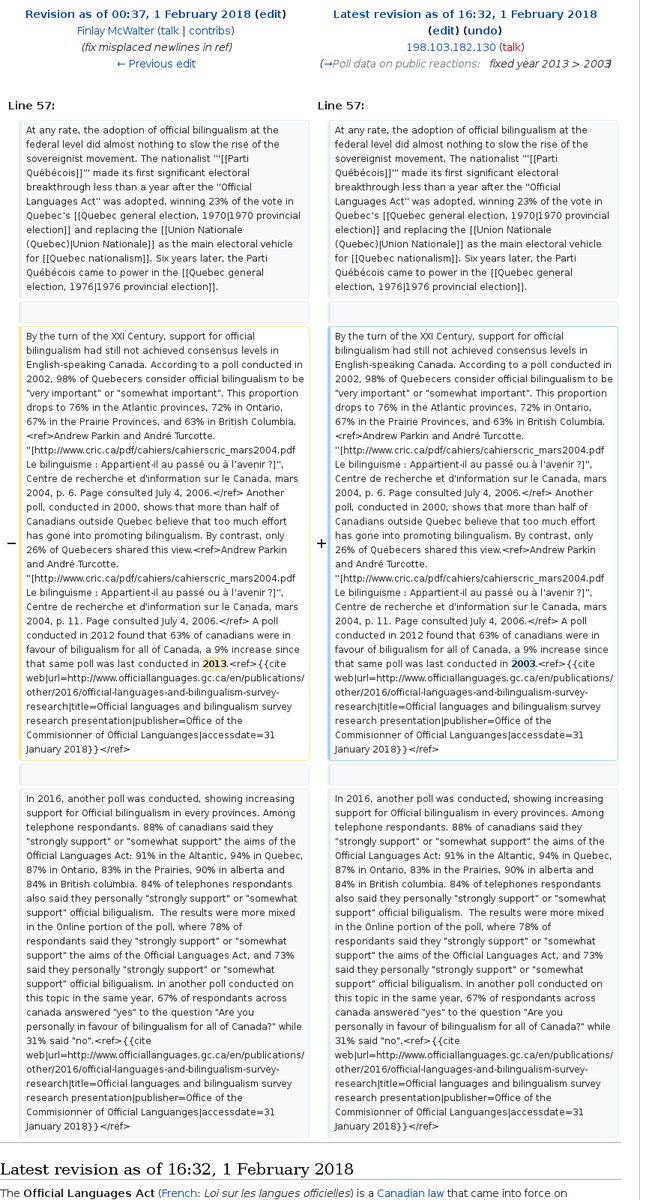 Revision as of 00:37, 1 February 2018 (edit)
Finlay McWalter (talk | contribs)
(fix misplaced newlines in ref)
← Previous edit
Latest revision as of 16:32, 1 February 2018
(edit) (undo)
198.103.182.130 (talk)
(→Poll data on public reactions: fixed year 2013 > 2003)
Line 57:
At any rate, the adoption of official bilingualism at the
federal level did almost nothing to slow the rise of the
sovereignist movement. The nationalist '''[[Parti
Québécois]]''' made its first significant electoral
breakthrough less than a year after the ''Official
Languages Act'' was adopted, winning 23% of the vote in
Quebec's [[Quebec general election, 1970|1970 provincial
election]] and replacing the [[Union Nationale
(Quebec)|Union Nationale]] as the main electoral vehicle
for [[Quebec nationalism]]. Six years later, the Parti
Québécois came to power in the [[Quebec general
election, 1976|1976 provincial election]].
−
By the turn of the XXI Century, support for official
bilingualism had still not achieved consensus levels in
English-speaking Canada. According to a poll conducted in
2002, 98% of Quebecers consider official bilingualism to be
"very important" or "somewhat important". This proportion
drops to 76% in the Atlantic provinces, 72% in Ontario,
67% in the Prairie Provinces, and 63% in British Columbia.
<ref>Andrew Parkin and André Turcotte.
"[http://www.cric.ca/pdf/cahiers/cahierscric_mars2004.pdf
Le bilinguisme : Appartient-il au passé ou à l'avenir ?]",
Centre de recherche et d'information sur le Canada, mars
2004, p. 6. Page consulted July 4, 2006.</ref> Another
poll, conducted in 2000, shows that more than half of
Canadians outside Quebec believe that too much effort
has gone into promoting bilingualism. By contrast, only
26% of Quebecers shared this view.<ref>Andrew Parkin
and André Turcotte.
"[http://www.cric.ca/pdf/cahiers/cahierscric_mars2004.pdf
Le bilinguisme : Appartient-il au passé ou à l'avenir ?]",
Centre de recherche et d'information sur le Canada, mars
2004, p. 11. Page consulted July 4, 2006.</ref> A poll
conducted in 2012 found that 63% of canadians were in
favour of biligualism for all of Canada, a 9% increase since
that same poll was last conducted in 2013.<ref>{{cite
web|url=http://www.officiallanguages.gc.ca/en/publications/
other/2016/official-languages-and-bilingualism-survey-
research|title=Official languages and bilingualism survey
research presentation|publisher=Office of the
Commisionner of Official Languanges|accessdate=31
January 2018}}</ref>
In 2016, another poll was conducted, showing increasing
support for Official bilingualism in every provinces. Among
telephone respondants. 88% of canadians said they
"strongly support" or "somewhat support" the aims of the
Official Languages Act: 91% in the Altantic, 94% in Quebec,
87% in Ontario, 83% in the Prairies, 90% in alberta and
84% in British columbia. 84% of telephones respondants
also said they personally "strongly support" or "somewhat
support" official biligualism.  The results were more mixed
in the Online portion of the poll, where 78% of
respondants said they "strongly support" or "somewhat
support" the aims of the Official Languages Act, and 73%
said they personally "strongly support" or "somewhat
support" official biligualism. In another poll conducted on
this topic in the same year, 67% of respondants across
canada answered "yes" to the question "Are you
personally in favour of bilingualism for all of Canada?" while
31% said "no".<ref>{{cite
web|url=http://www.officiallanguages.gc.ca/en/publications/
other/2016/official-languages-and-bilingualism-survey-
research|title=Official languages and bilingualism survey
research presentation|publisher=Office of the
Commisionner of Official Languanges|accessdate=31
January 2018}}</ref>
Line 57:
At any rate, the adoption of official bilingualism at the
federal level did almost nothing to slow the rise of the
sovereignist movement. The nationalist '''[[Parti
Québécois]]''' made its first significant electoral
breakthrough less than a year after the ''Official
Languages Act'' was adopted, winning 23% of the vote in
Quebec's [[Quebec general election, 1970|1970 provincial
election]] and replacing the [[Union Nationale
(Quebec)|Union Nationale]] as the main electoral vehicle
for [[Quebec nationalism]]. Six years later, the Parti
Québécois came to power in the [[Quebec general
election, 1976|1976 provincial election]].
+
By the turn of the XXI Century, support for official
bilingualism had still not achieved consensus levels in
English-speaking Canada. According to a poll conducted in
2002, 98% of Quebecers consider official bilingualism to be
"very important" or "somewhat important". This proportion
drops to 76% in the Atlantic provinces, 72% in Ontario,
67% in the Prairie Provinces, and 63% in British Columbia.
<ref>Andrew Parkin and André Turcotte.
"[http://www.cric.ca/pdf/cahiers/cahierscric_mars2004.pdf
Le bilinguisme : Appartient-il au passé ou à l'avenir ?]",
Centre de recherche et d'information sur le Canada, mars
2004, p. 6. Page consulted July 4, 2006.</ref> Another
poll, conducted in 2000, shows that more than half of
Canadians outside Quebec believe that too much effort
has gone into promoting bilingualism. By contrast, only
26% of Quebecers shared this view.<ref>Andrew Parkin
and André Turcotte.
"[http://www.cric.ca/pdf/cahiers/cahierscric_mars2004.pdf
Le bilinguisme : Appartient-il au passé ou à l'avenir ?]",
Centre de recherche et d'information sur le Canada, mars
2004, p. 11. Page consulted July 4, 2006.</ref> A poll
conducted in 2012 found that 63% of canadians were in
favour of biligualism for all of Canada, a 9% increase since
that same poll was last conducted in 2003.<ref>{{cite
web|url=http://www.officiallanguages.gc.ca/en/publications/
other/2016/official-languages-and-bilingualism-survey-
research|title=Official languages and bilingualism survey
research presentation|publisher=Office of the
Commisionner of Official Languanges|accessdate=31
January 2018}}</ref>
In 2016, another poll was conducted, showing increasing
support for Official bilingualism in every provinces. Among
telephone respondants. 88% of canadians said they
"strongly support" or "somewhat support" the aims of the
Official Languages Act: 91% in the Altantic, 94% in Quebec,
87% in Ontario, 83% in the Prairies, 90% in alberta and
84% in British columbia. 84% of telephones respondants
also said they personally "strongly support" or "somewhat
support" official biligualism.  The results were more mixed
in the Online portion of the poll, where 78% of
respondants said they "strongly support" or "somewhat
support" the aims of the Official Languages Act, and 73%
said they personally "strongly support" or "somewhat
support" official biligualism. In another poll conducted on
this topic in the same year, 67% of respondants across
canada answered "yes" to the question "Are you
personally in favour of bilingualism for all of Canada?" while
31% said "no".<ref>{{cite
web|url=http://www.officiallanguages.gc.ca/en/publications/
other/2016/official-languages-and-bilingualism-survey-
research|title=Official languages and bilingualism survey
research presentation|publisher=Office of the
Commisionner of Official Languanges|accessdate=31
January 2018}}</ref>
Latest revision as of 16:32, 1 February 2018
The Official Languages Act (French: Loi sur les langues officielles) is a Canadian law that came into force on